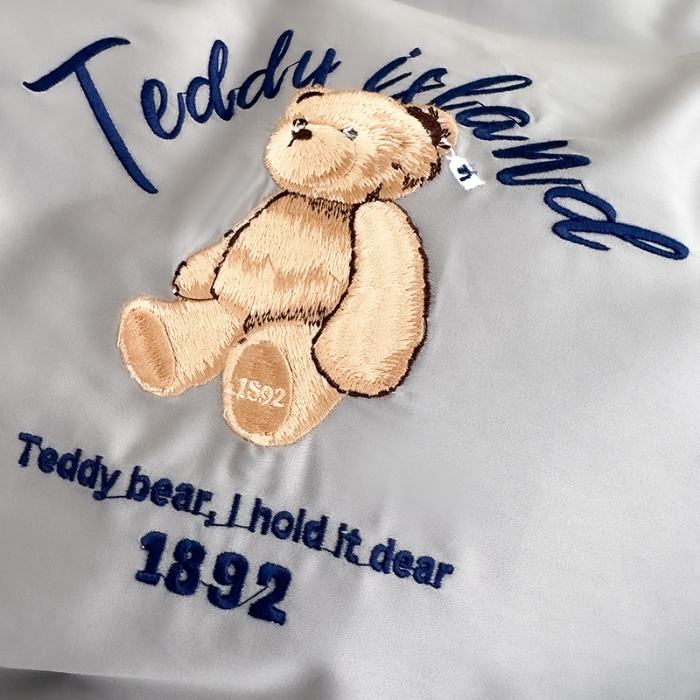 Teddy island
1892
Teddy bear, I hold it dear
1892